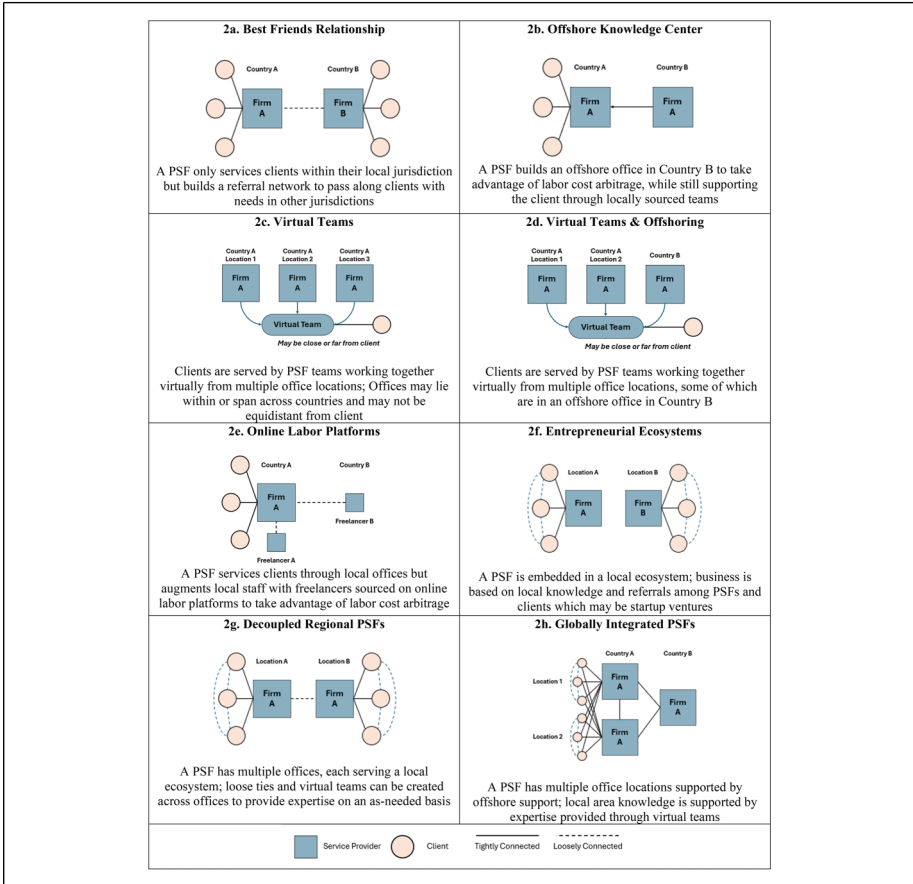 2a. Best Friends Relationship
Country A
Country B
Firm
A
Firm
B
A PSF only services clients within their local jurisdiction
but builds a referral network to pass along clients with
needs in other jurisdictions
2b. Offshore Knowledge Center
Country A
Country B
Firm
A
Firm
A
A PSF builds an offshore office in Country B to take
advantage of labor cost arbitrage, while still supporting
the client through locally sourced teams
2c. Virtual Teams
Country A
Location 1
Country A
Location 2
Country A
Location 3
Firm
A
Firm
A
Firm
A
Virtual Team
May be close or far from client
Clients are served by PSF teams working together
virtually from multiple office locations; Offices may lie
within or span across countries and may not be
equidistant from client
2d. Virtual Teams & Offshoring
Country A
Location 1
Country A
Location 2
Country B
Firm
A
Firm
A
Firm
A
Virtual Team
May be close or far from client
Clients are served by PSF teams working together
virtually from multiple office locations, some of which
are in an offshore office in Country B
2e. Online Labor Platforms
Country A
Country B
Firm
A
Freelancer B
Freelancer A
A PSF services clients through local offices but
augments local staff with freelancers sourced on online
labor platforms to take advantage of labor cost arbitrage
2f. Entrepreneurial Ecosystems
Location A
Location B
Firm
A
Firm
B
A PSF is embedded in a local ecosystem; business is
based on local knowledge and referrals among PSFs and
clients which may be startup ventures
2g. Decoupled Regional PSFs
Location A
Location B
Firm
A
Firm
A
A PSF has multiple offices, each serving a local
ecosystem; loose ties and virtual teams can be created
across offices to provide expertise on an as-needed basis
2h. Globally Integrated PSFs
Country A
Country B
Location 1
Firm
A
Firm
A
Location 2
Firm
A
A PSF has multiple office locations supported by
offshore support; local area knowledge is supported by
expertise provided through virtual teams
Service Provider
Client
Tightly Connected
Loosely Connected